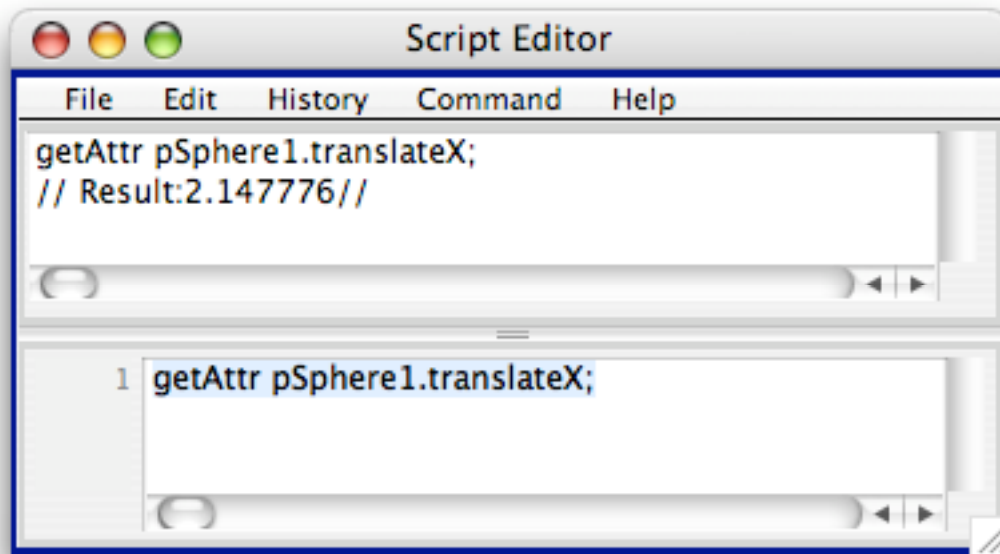 Script Editor
File Edit History Command Help
getAttr pSphere1.translateX;
// Result:2.147776//
1 getAttr pSphere1.translateX;